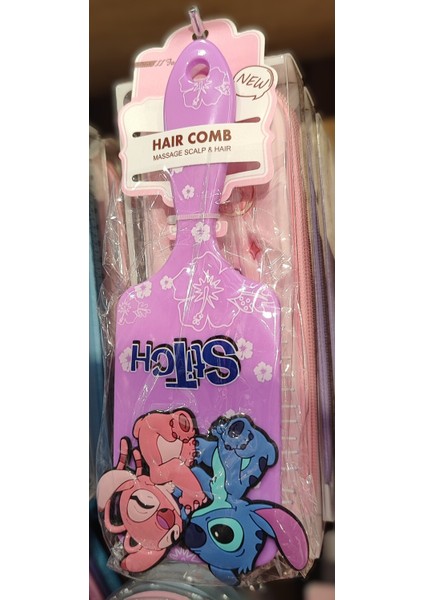 NEW
HAIR COMB
MASSAGE SCALP & HAIR
STITCH